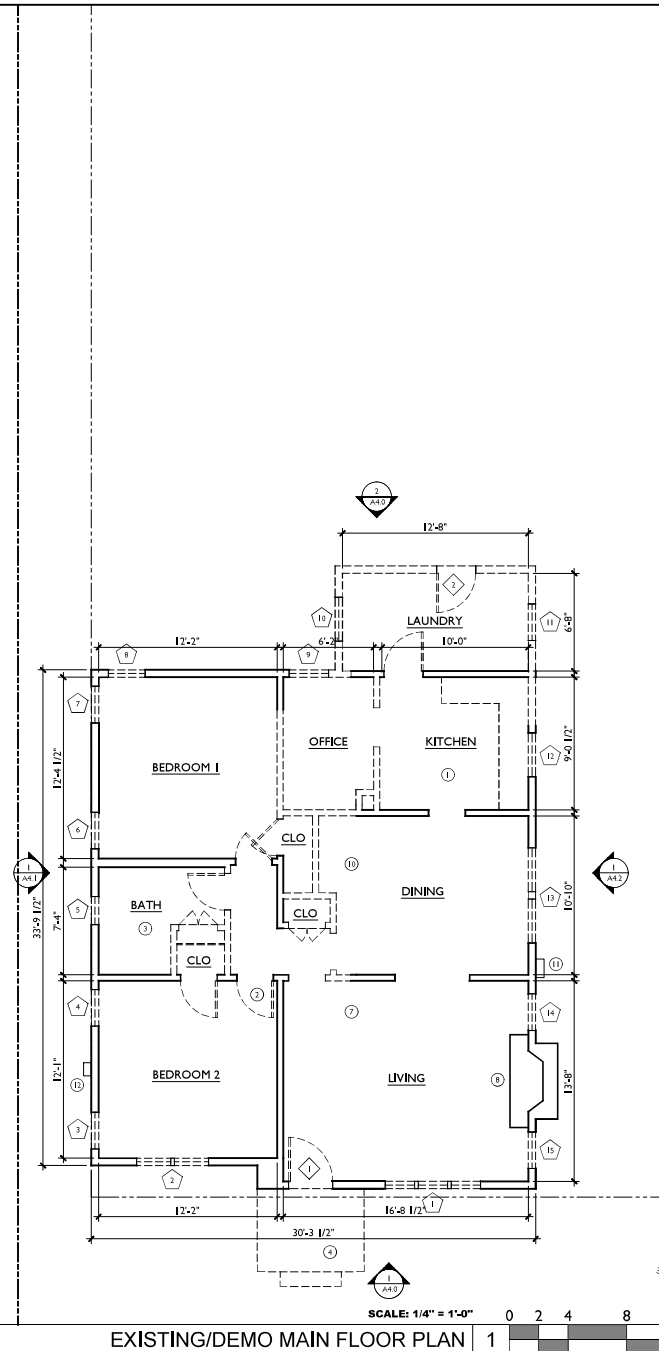 2
A4.0
12'-8"
2
10
LAUNDRY
11
6'-8"
12'-2"
6'-2
10'-0"
8
9
7
OFFICE
KITCHEN
12
9'-0 1/2"
12'-4 1/2"
BEDROOM 1
1
6
CLO
10
1
A4.1
1
A4.2
DINING
13
10'-10"
5
BATH
3
CLO
7'-4"
33'-9 1/2"
CLO
11
2
4
7
14
12'-1"
12
BEDROOM 2
LIVING
8
13'-8"
3
1
15
2
1
12'-2"
16'-8 1/2"
30'-3 1/2"
4
1
A4.0
SCALE: 1/4" = 1'-0"
0 2 4 8
EXISTING/DEMO MAIN FLOOR PLAN 1